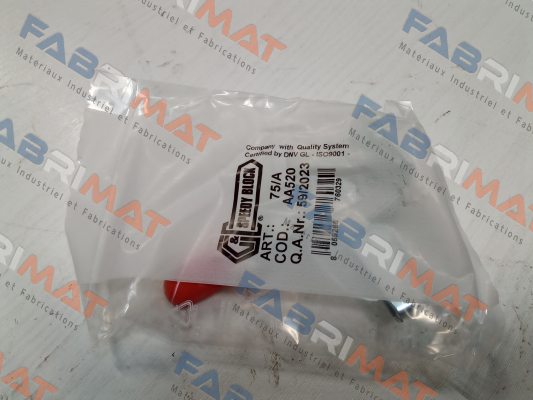 Company with Quality System
Certified by DNV GL - ISO9001 -
SPEEDY BLOCK
®
ART.: 75/A
COD.: AA520
Q.A.Nr.: 59/2023
760029
FABRIMAT
Materiaux Industriel et Fabrications